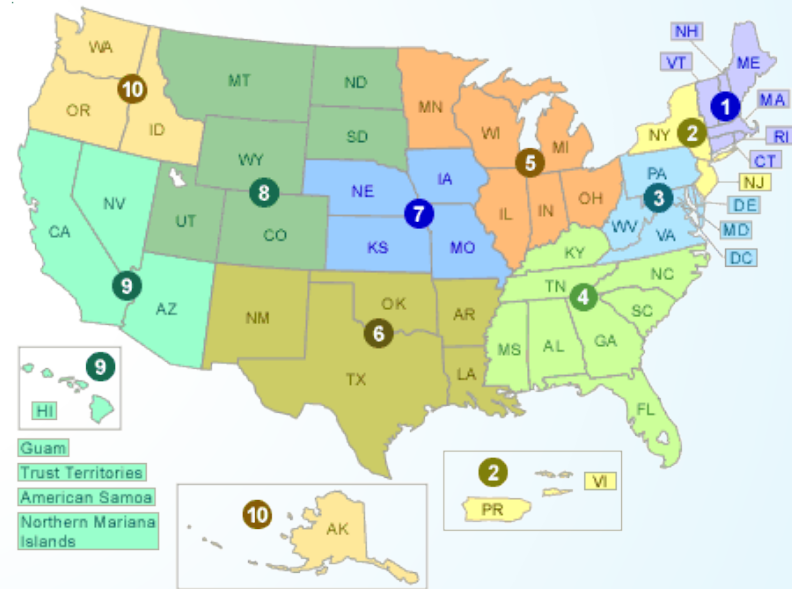 NH
WA
VT
ME
MT
ND
MN
10
1
MA
OR
ID
WI
MI
NY
2
RI
SD
CT
WY
5
PA
NJ
IA
NV
8
NE
3
DE
UT
CO
7
IL
IN
OH
WV
MD
CA
KS
MO
VA
DC
KY
9
TN
NC
AZ
NM
OK
AR
4
SC
6
MS
AL
GA
TX
LA
9
HI
FL
Guam
Trust Territories
American Samoa
Northern Mariana
Islands
2
VI
PR
10
AK